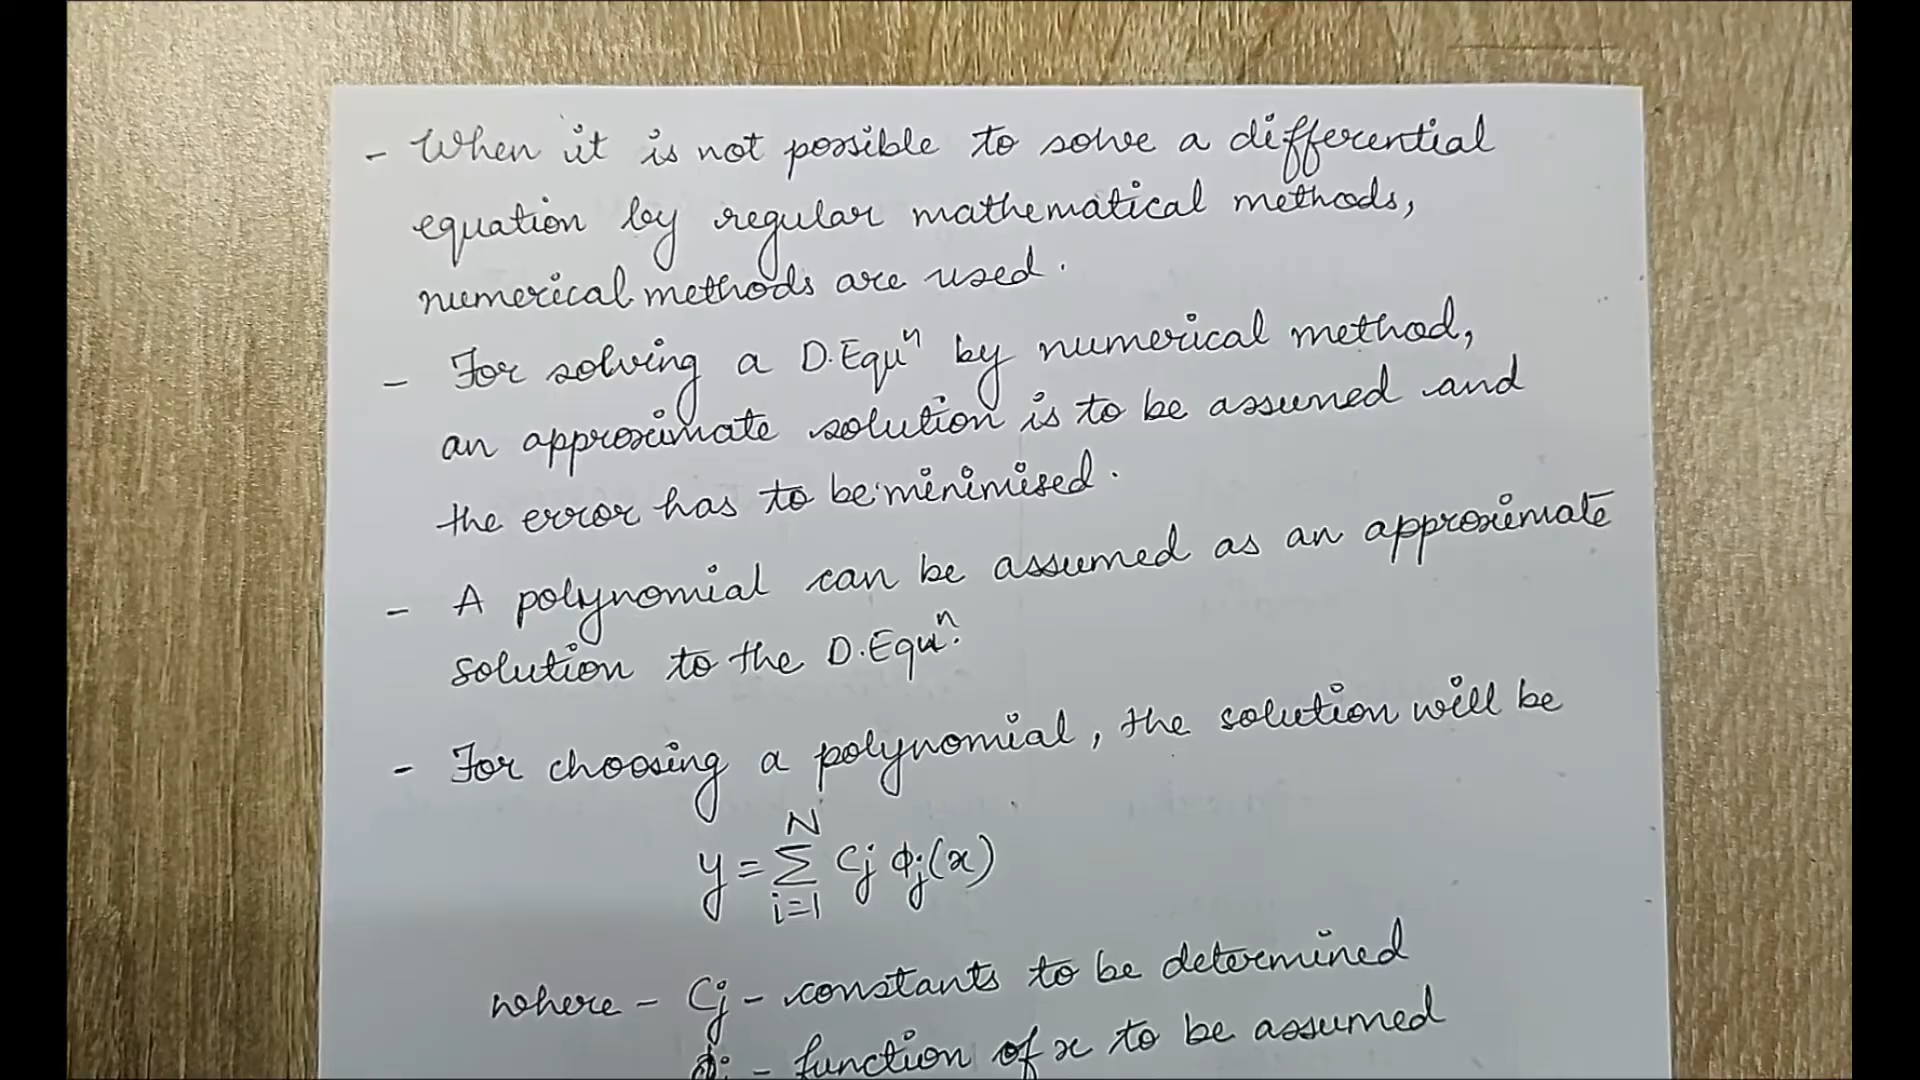 - When it is not possible to solve a differential
equation by regular mathematical methods,
numerical methods are used.
- For solving a D.Equⁿ by numerical method,
an approximate solution is to be assumed and
the error has to be minimised.
- A polynomial can be assumed as an approximate
solution to the D.Equⁿ.
- For choosing a polynomial, the solution will be
N
y = Σ Cj ϕj(x)
i=1
where - Cj - constants to be determined
ϕj - function of x to be assumed